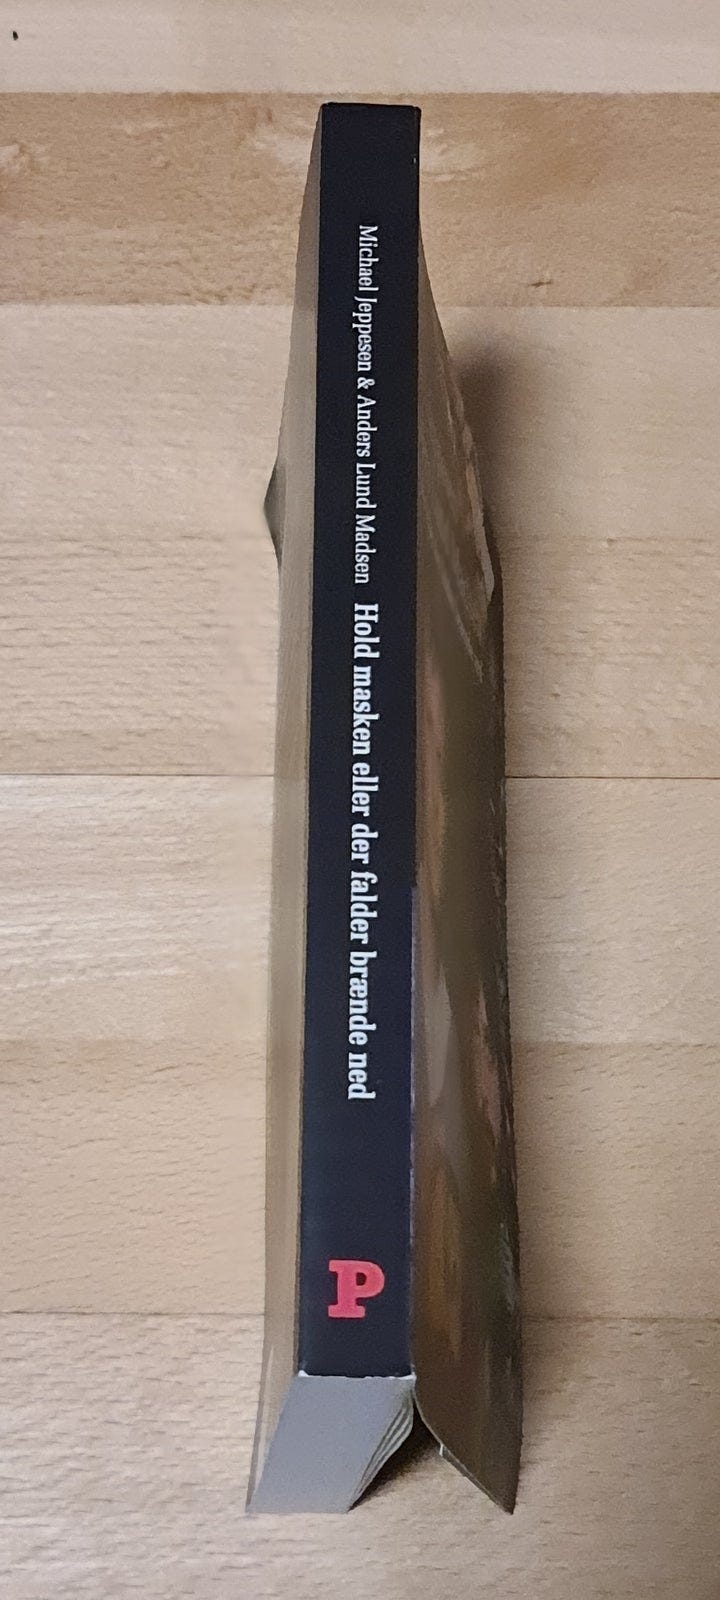 Michael Jeppesen & Anders Lund Madsen Hold masken eller der falder brænde ned
P